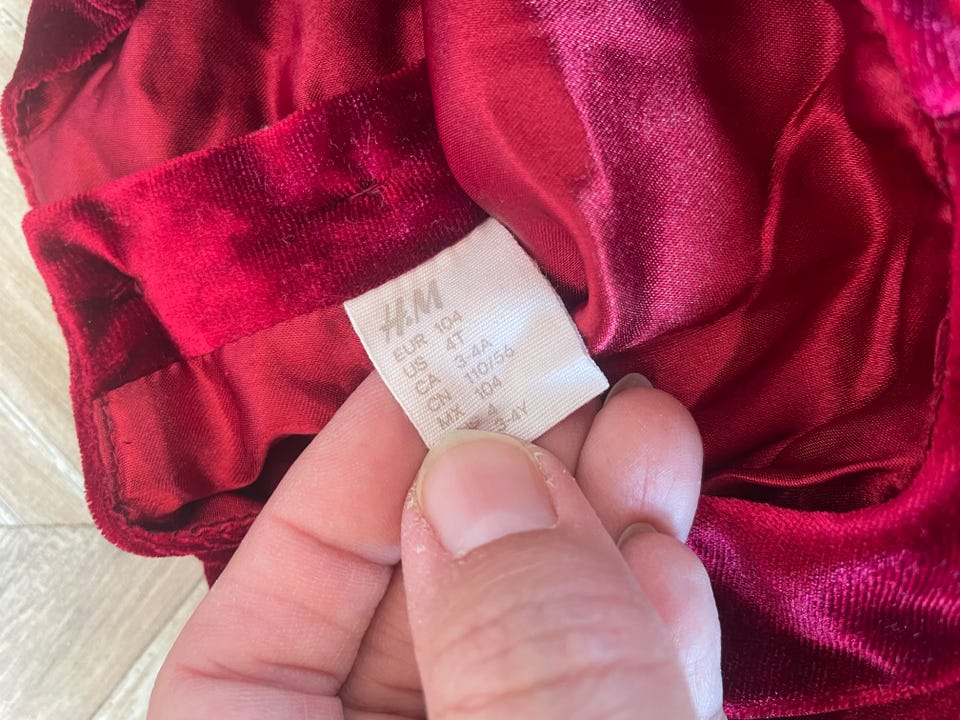 H&M
EUR 104
US 4T
CA 3-4A
CN 110/56
MX 104